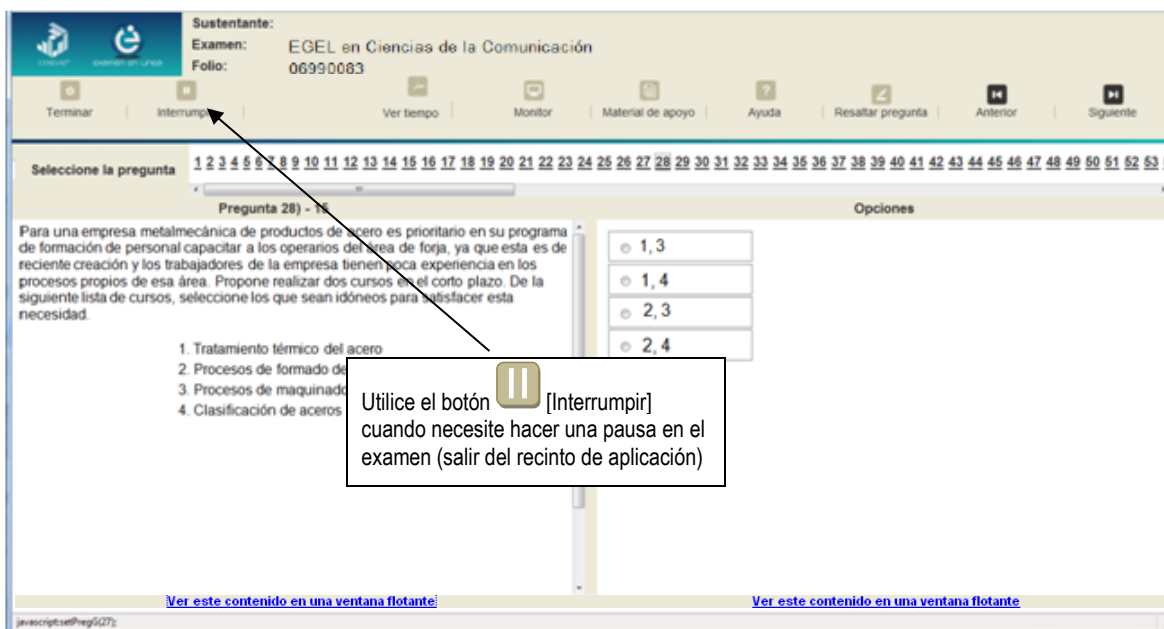 Sustentante:
Examen: EGEL en Ciencias de la Comunicación
Folio: 06990083
examen en línea
Terminar Interrumpir Ver tiempo Monitor Material de apoyo Ayuda Resaltar pregunta Anterior Siguiente
Seleccione la pregunta 1 2 3 4 5 6 7 8 9 10 11 12 13 14 15 16 17 18 19 20 21 22 23 24 25 26 27 28 29 30 31 32 33 34 35 36 37 38 39 40 41 42 43 44 45 46 47 48 49 50 51 52 53
Pregunta 28) - 15
Opciones
Para una empresa metalmecánica de productos de acero es prioritario en su programa
de formación de personal capacitar a los operarios del área de forja, ya que esta es de
reciente creación y los trabajadores de la empresa tienen poca experiencia en los
procesos propios de esa área. Propone realizar dos cursos en el corto plazo. De la
siguiente lista de cursos, seleccione los que sean idóneos para satisfacer esta
necesidad.
1. Tratamiento térmico del acero
2. Procesos de formado de
3. Procesos de maquinado
4. Clasificación de aceros
1, 3
1, 4
2, 3
2, 4
Utilice el botón [Interrumpir]
cuando necesite hacer una pausa en el
examen (salir del recinto de aplicación)
Ver este contenido en una ventana flotante
Ver este contenido en una ventana flotante
javascript:setPregG(27);